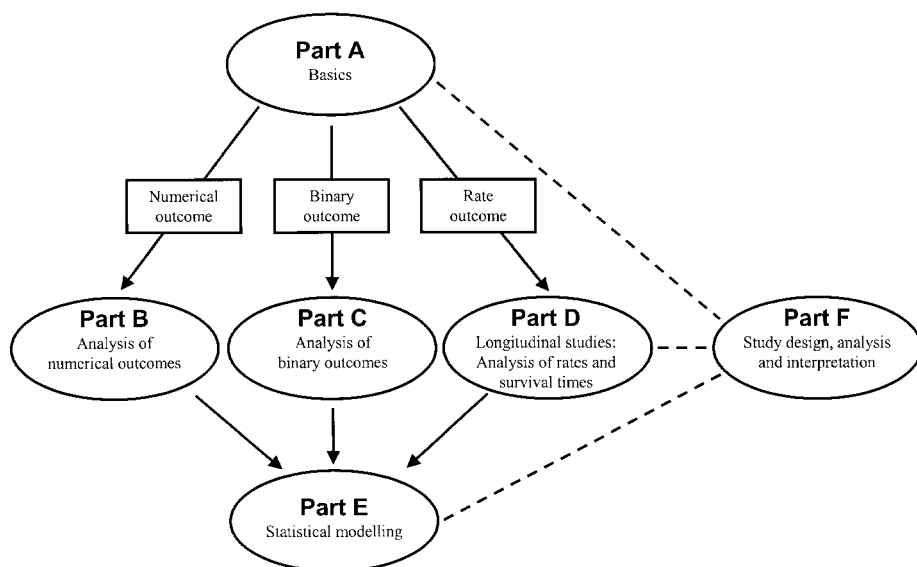 Part A
Basics
Numerical
outcome
Binary
outcome
Rate
outcome
Part B
Analysis of
numerical outcomes
Part C
Analysis of
binary outcomes
Part D
Longitudinal studies:
Analysis of rates and
survival times
Part F
Study design, analysis
and interpretation
Part E
Statistical modelling